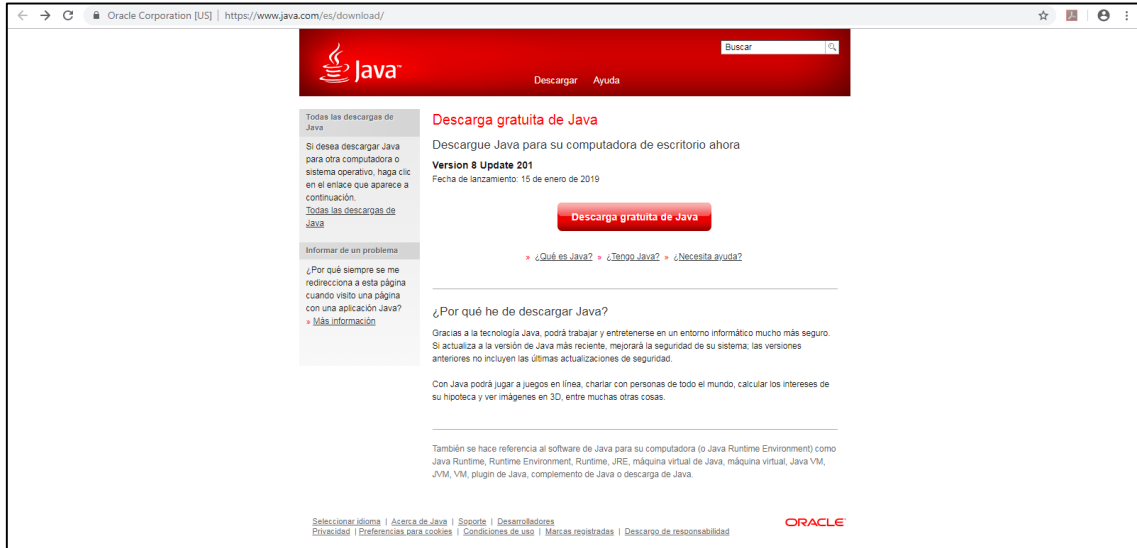 Oracle Corporation [US] | https://www.java.com/es/download/
Buscar
Java™
Descargar Ayuda
Todas las descargas de
Java
Si desea descargar Java
para otra computadora o
sistema operativo, haga clic
en el enlace que aparece a
continuación.
Todas las descargas de
Java
Informar de un problema
¿Por qué siempre se me
redirecciona a esta página
cuando visito una página
con una aplicación Java?
» Más información
Descarga gratuita de Java
Descargue Java para su computadora de escritorio ahora
Version 8 Update 201
Fecha de lanzamiento: 15 de enero de 2019
Descarga gratuita de Java
» ¿Qué es Java? » ¿Tengo Java? » ¿Necesita ayuda?
¿Por qué he de descargar Java?
Gracias a la tecnología Java, podrá trabajar y entretenerse en un entorno informático mucho más seguro.
Si actualiza a la versión de Java más reciente, mejorará la seguridad de su sistema; las versiones
anteriores no incluyen las últimas actualizaciones de seguridad.
Con Java podrá jugar a juegos en línea, charlar con personas de todo el mundo, calcular los intereses de
su hipoteca y ver imágenes en 3D, entre muchas otras cosas.
También se hace referencia al software de Java para su computadora (o Java Runtime Environment) como
Java Runtime, Runtime Environment, Runtime, JRE, máquina virtual de Java, máquina virtual, Java VM,
JVM, VM, plugin de Java, complemento de Java o descarga de Java.
Seleccionar idioma | Acerca de Java | Soporte | Desarrolladores
Privacidad | Preferencias para cookies | Condiciones de uso | Marcas registradas | Descargo de responsabilidad
ORACLE